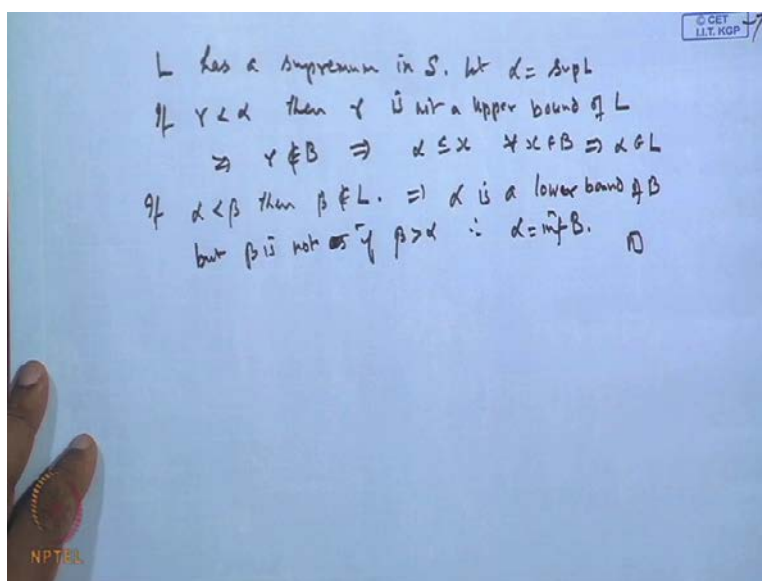 © CET
I.I.T. KGP
L has a supremum in S. let α = Sup L
If γ < α then γ is not a upper bound of L
⇒ γ ∉ B ⇒ α ≤ x ∀ x ∈ B ⇒ α ∈ L
If α < β then β ∉ L. ⇒ α is a lower bound of B
but β is not if β > α ∴ α = inf B.
NPTEL